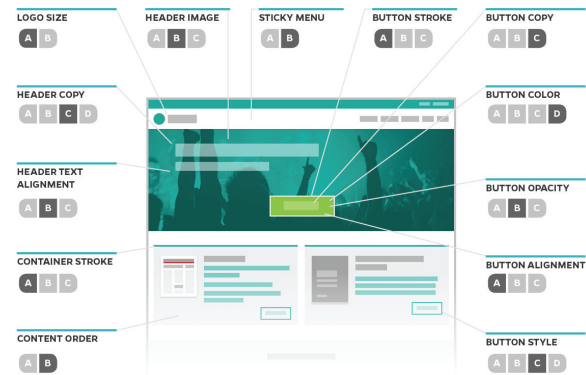 LOGO SIZE
A B
HEADER IMAGE
A B C
STICKY MENU
A B
BUTTON STROKE
A B C
BUTTON COPY
A B C
HEADER COPY
A B C D
BUTTON COLOR
A B C D
HEADER TEXT
ALIGNMENT
A B C
BUTTON OPACITY
A B C
CONTAINER STROKE
A B C
BUTTON ALIGNMENT
A B C
CONTENT ORDER
A B
BUTTON STYLE
A B C D